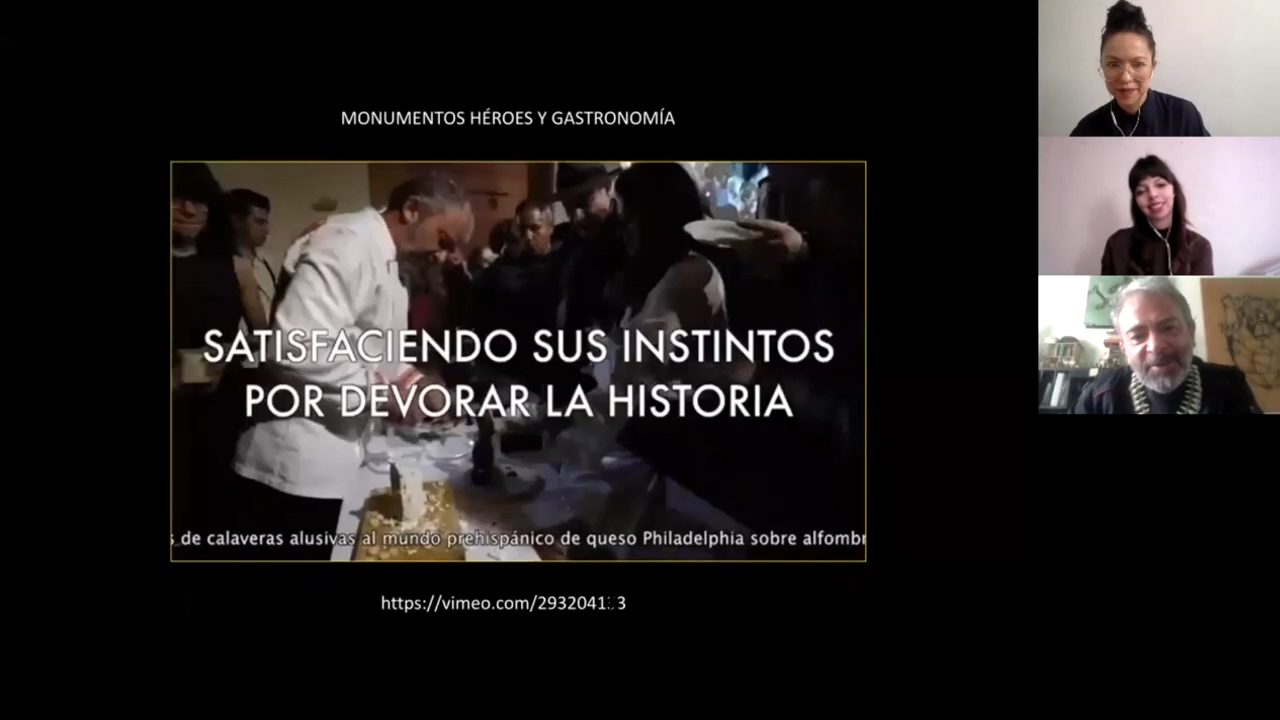 MONUMENTOS HÉROES Y GASTRONOMÍA
SATISFACIENDO SUS INSTINTOS
POR DEVORAR LA HISTORIA
de calaveras alusivas al mundo prehispánico de queso Philadelphia sobre